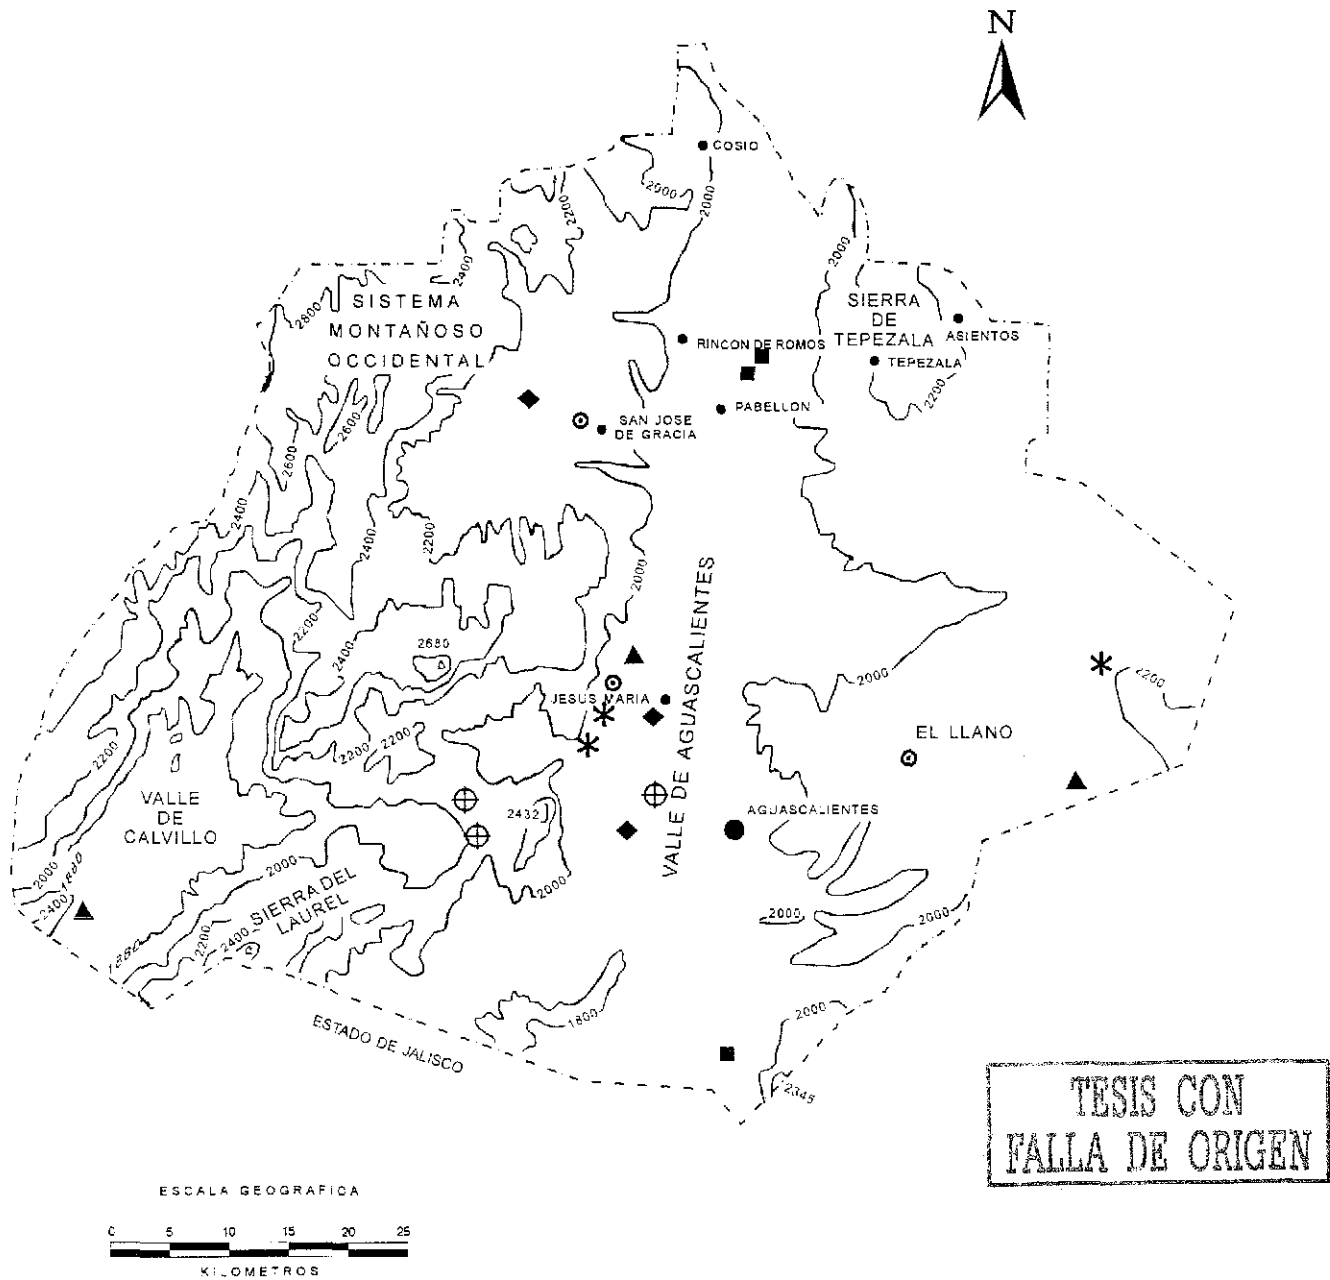 N
COSIO
2000
2000
2200
2400
2800
SISTEMA
MONTAÑOSO
OCCIDENTAL
2000
SIERRA
DE
TEPEZALA
ASIENTOS
RINCON DE ROMOS
TEPEZALA
2200
PABELLON
SAN JOSE
DE GRACIA
2600
2600
2400
2400
2200
2000
2200
2400
2680
VALLE DE AGUASCALIENTES
2000
2200
JESUS MARIA
EL LLANO
2200
2200
2200
VALLE
DE
CALVILLO
2432
AGUASCALIENTES
2000
2000
2400
2000
SIERRA DEL
LAUREL
2200
2400
2000
2000
1800
2000
ESTADO DE JALISCO
2345
TESIS CON
FALLA DE ORIGEN
ESCALA GEOGRAFICA
0 5 10 15 20 25
KILOMETROS